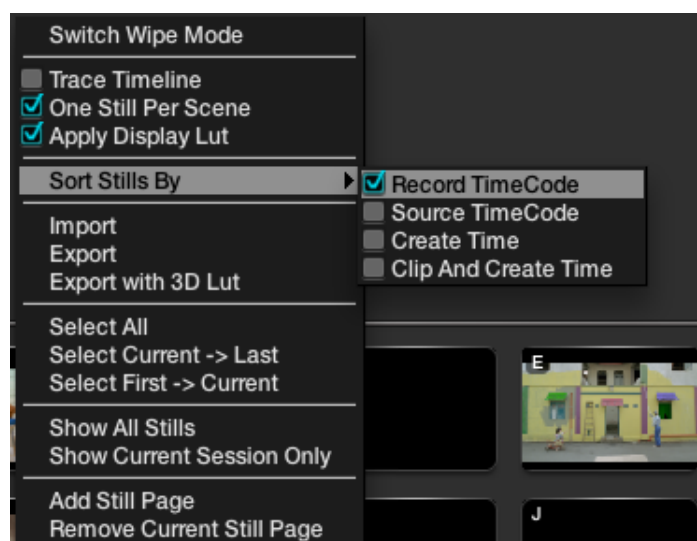 Switch Wipe Mode
Trace Timeline
One Still Per Scene
Apply Display Lut
Sort Stills By
Record TimeCode
Source TimeCode
Create Time
Clip And Create Time
Import
Export
Export with 3D Lut
Select All
Select Current -> Last
Select First -> Current
Show All Stills
Show Current Session Only
Add Still Page
Remove Current Still Page
E
J